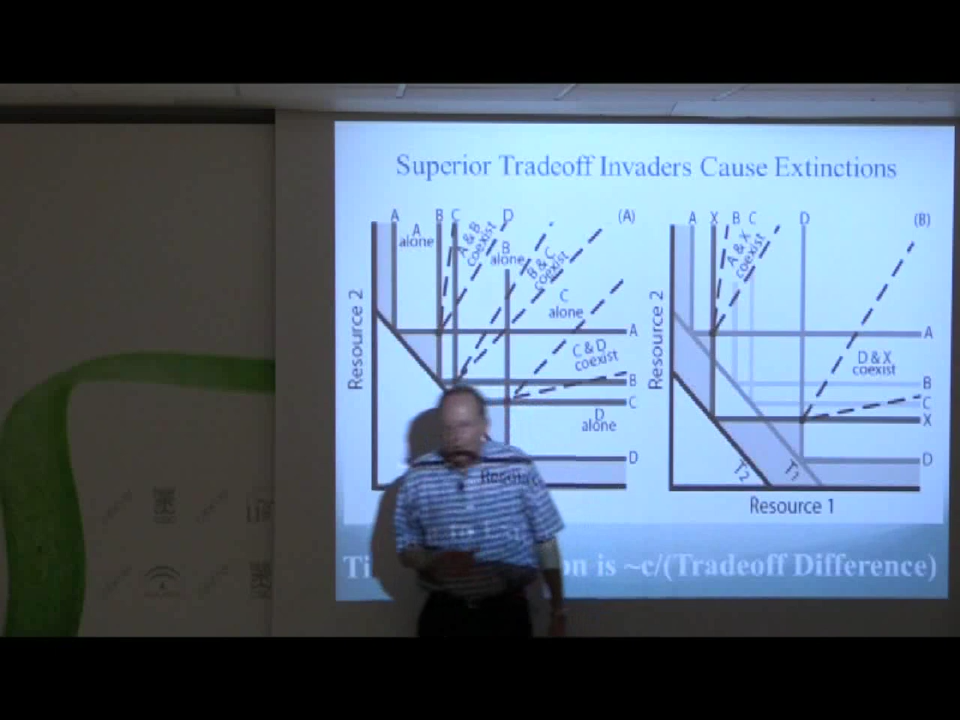 Superior Tradeoff Invaders Cause Extinctions
A B C D (A)
A
alone
A & B
coexist
B
alone
B & C
coexist
C
alone
C & D
coexist
D
alone
A
B
C
D
Resource 2
A X B C D (B)
A & X
coexist
D & X
coexist
A
B
C
X
D
T2 T1
Resource 2
Resource 1
on is ~c/(Tradeoff Difference)